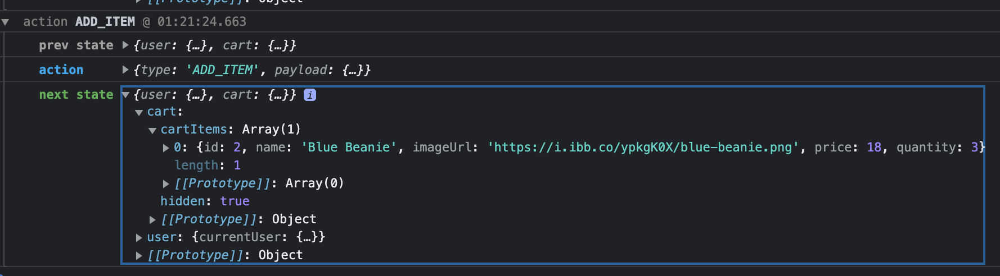 [[Prototype]]: Object
action ADD_ITEM @ 01:21:24.663
prev state {user: {…}, cart: {…}}
action {type: 'ADD_ITEM', payload: {…}}
next state {user: {…}, cart: {…}} i
cart:
cartItems: Array(1)
0: {id: 2, name: 'Blue Beanie', imageUrl: 'https://i.ibb.co/ypkgK0X/blue-beanie.png', price: 18, quantity: 3}
length: 1
[[Prototype]]: Array(0)
hidden: true
[[Prototype]]: Object
user: {currentUser: {…}}
[[Prototype]]: Object